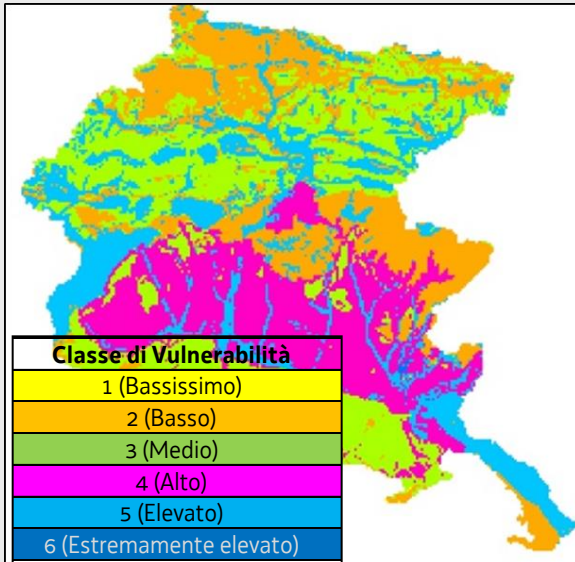 Classe di Vulnerabilità
1 (Bassissimo)
2 (Basso)
3 (Medio)
4 (Alto)
5 (Elevato)
6 (Estremamente elevato)